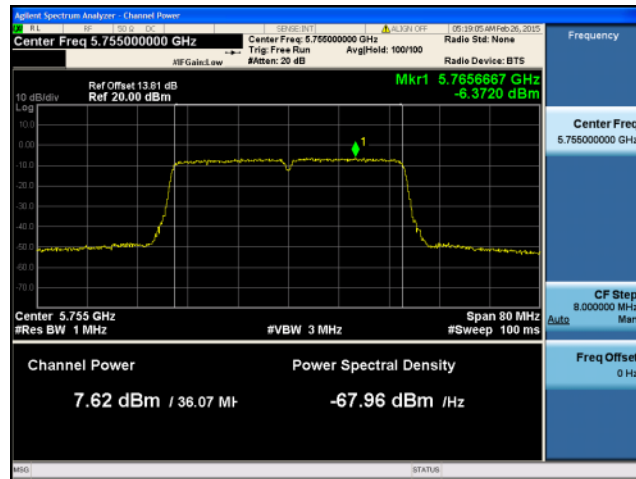 Agilent Spectrum Analyzer - Channel Power
RL RF 50 Ω DC SENSE:INT ALIGN OFF 05:19:05 AM Feb 26, 2015
Center Freq 5.755000000 GHz
Center Freq: 5.755000000 GHz
Radio Std: None
Trig: Free Run Avg|Hold: 100/100
#IFGain:Low #Atten: 20 dB Radio Device: BTS
Frequency
Mkr1 5.7656667 GHz
-6.3720 dBm
Ref Offset 13.81 dB
10 dB/div Ref 20.00 dBm
Log
10.0
0.00
1
-10.0
-20.0
-30.0
-40.0
-50.0
-60.0
-70.0
Center 5.755 GHz Span 80 MHz
#Res BW 1 MHz #VBW 3 MHz #Sweep 100 ms
Center Freq
5.755000000 GHz
CF Step
8.000000 MHz
Auto Man
Freq Offset
0 Hz
Channel Power Power Spectral Density
7.62 dBm / 36.07 MH -67.96 dBm /Hz
MSG STATUS